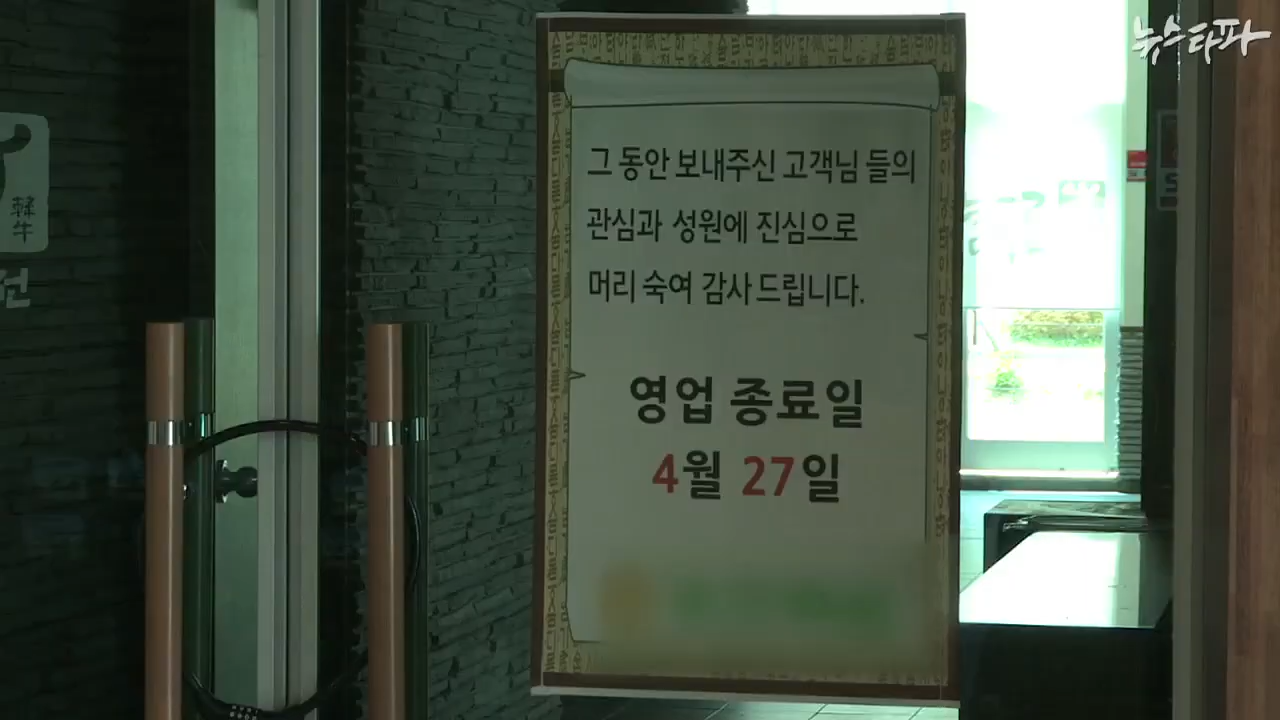 뉴스타파
그 동안 보내주신 고객님 들의
관심과 성원에 진심으로
머리 숙여 감사 드립니다.
영업 종료일
4월 27일
韓牛
전